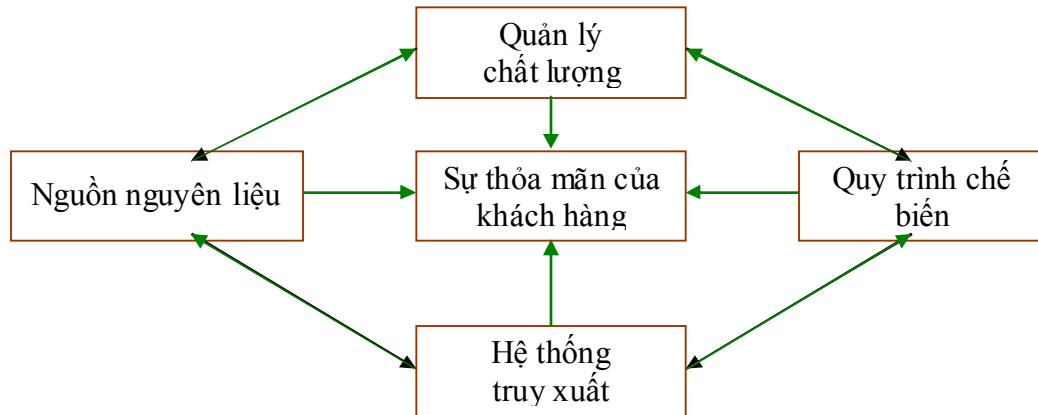 Quản lý
chất lượng
Nguồn nguyên liệu
Sự thỏa mãn của
khách hàng
Quy trình chế
biến
Hệ thống
truy xuất